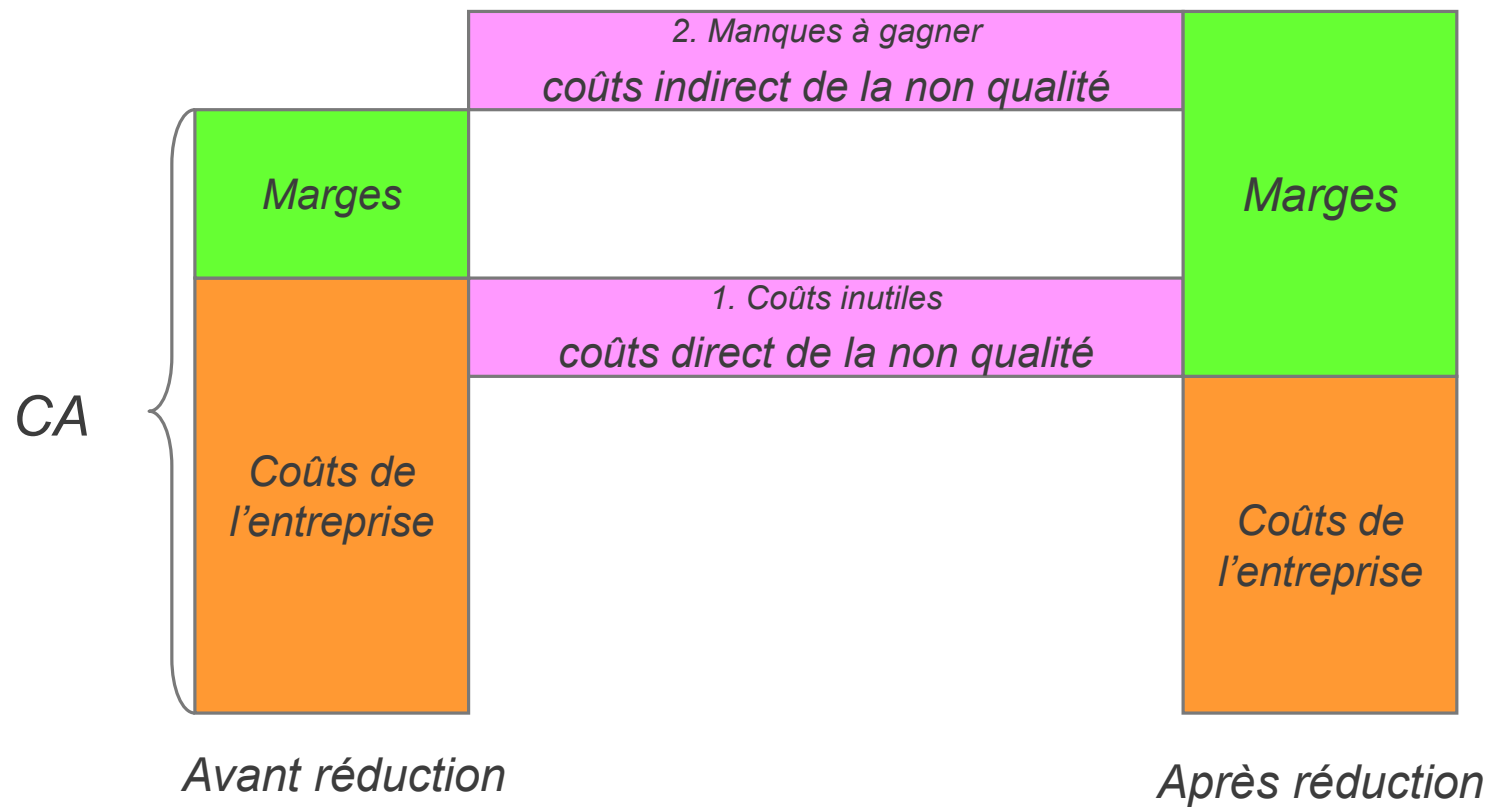 2. Manques à gagner
coûts indirect de la non qualité
Marges
Marges
1. Coûts inutiles
coûts direct de la non qualité
CA
Coûts de
l’entreprise
Coûts de
l’entreprise
Avant réduction
Après réduction